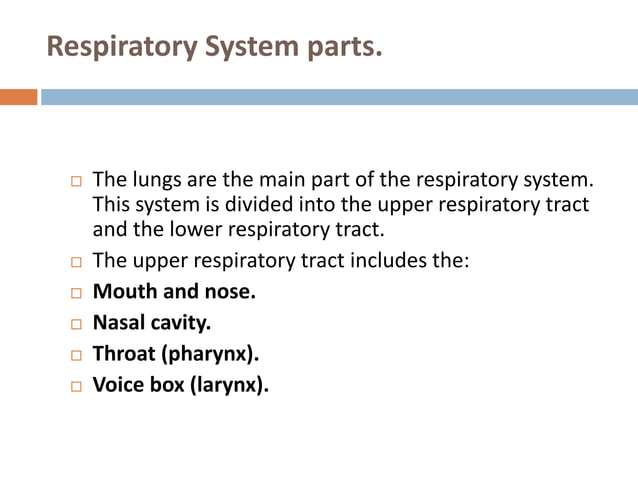 Respiratory System parts.
The lungs are the main part of the respiratory system.
This system is divided into the upper respiratory tract
and the lower respiratory tract.
The upper respiratory tract includes the:
Mouth and nose.
Nasal cavity.
Throat (pharynx).
Voice box (larynx).